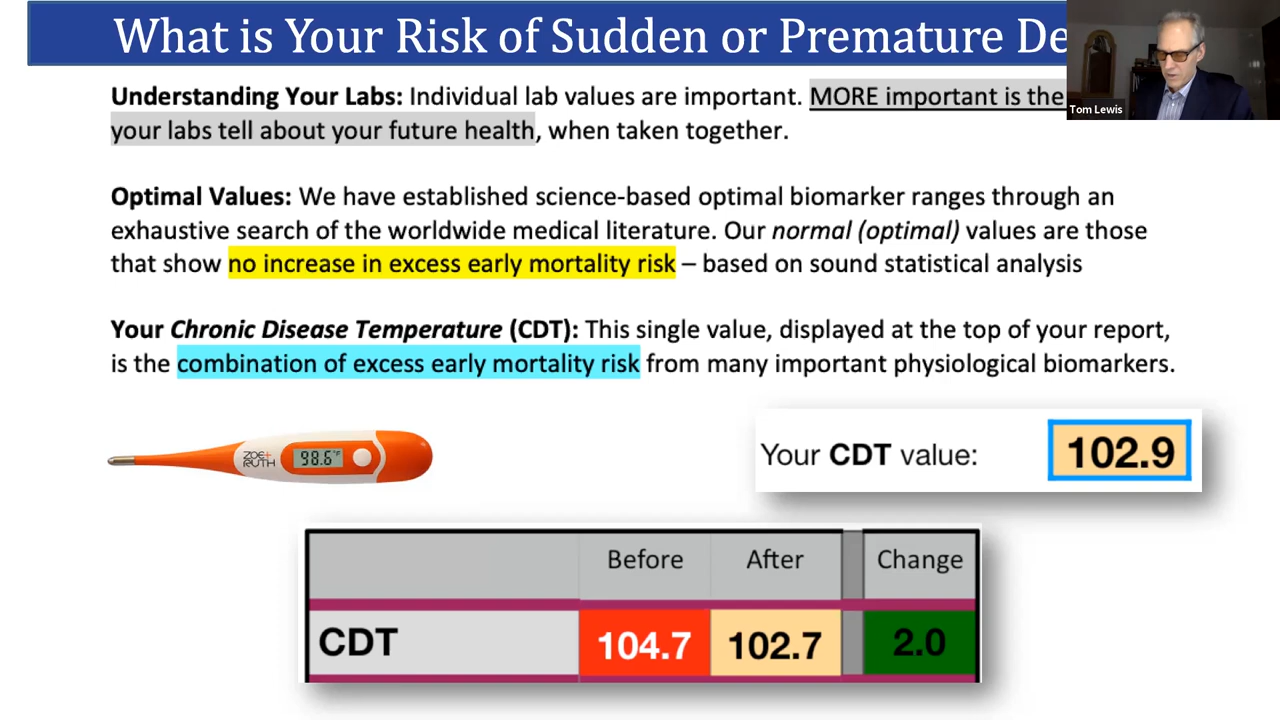 What is Your Risk of Sudden or Premature De
Tom Lewis
Understanding Your Labs: Individual lab values are important. MORE important is the
your labs tell about your future health, when taken together.
Optimal Values: We have established science-based optimal biomarker ranges through an
exhaustive search of the worldwide medical literature. Our normal (optimal) values are those
that show no increase in excess early mortality risk – based on sound statistical analysis
Your Chronic Disease Temperature (CDT): This single value, displayed at the top of your report,
is the combination of excess early mortality risk from many important physiological biomarkers.
ZOE+
RUTH
98.6°F
Your CDT value: 102.9
Before After Change
CDT 104.7 102.7 2.0